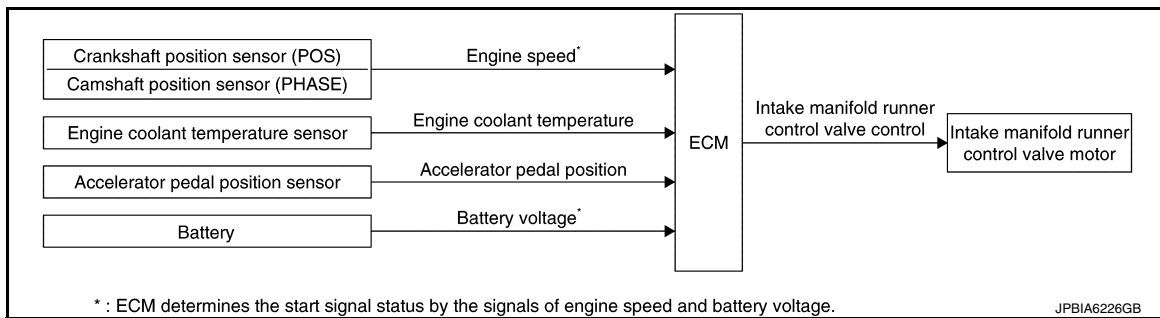 Crankshaft position sensor (POS)
Camshaft position sensor (PHASE)
Engine speed*
Engine coolant temperature sensor
Engine coolant temperature
Accelerator pedal position sensor
Accelerator pedal position
Battery
Battery voltage*
ECM
Intake manifold runner
control valve control
Intake manifold runner
control valve motor
* : ECM determines the start signal status by the signals of engine speed and battery voltage.
JPBIA6226GB